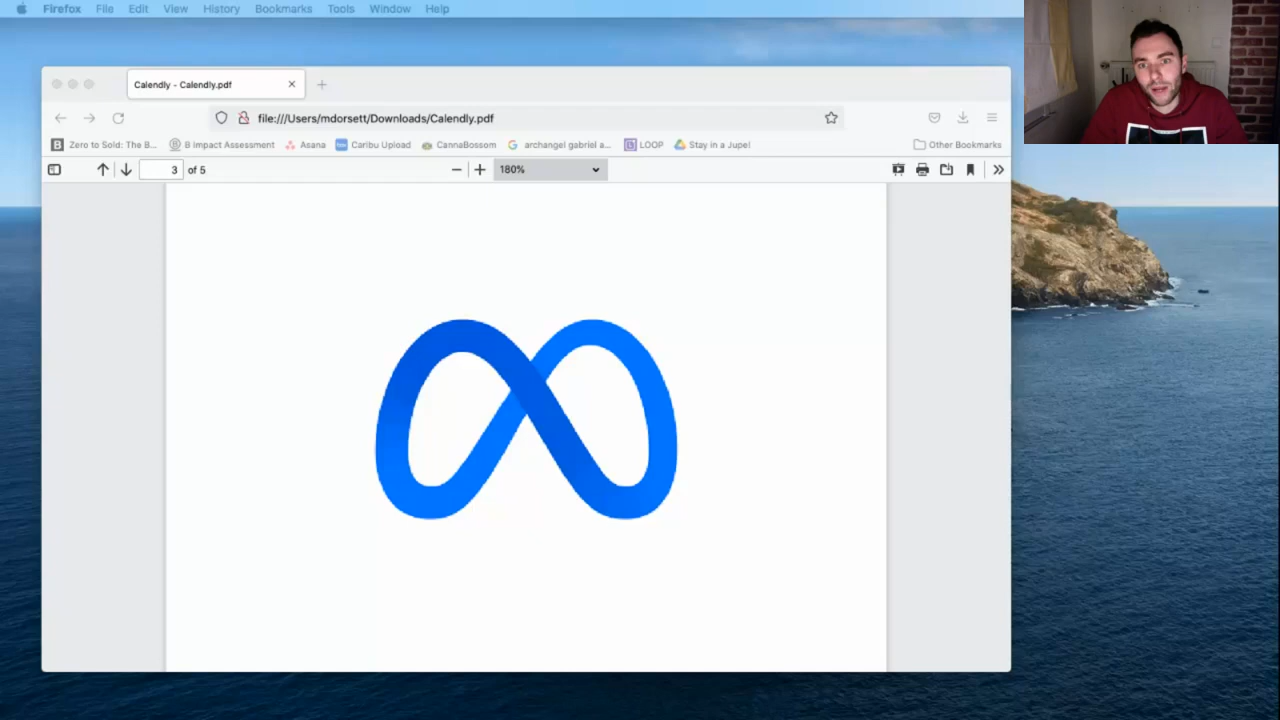 Firefox File Edit View History Bookmarks Tools Window Help
Calendly - Calendly.pdf
file:///Users/mdorsett/Downloads/Calendly.pdf
Zero to Sold: The B... B Impact Assessment Asana Caribu Upload CannaBossom archangel gabriel a... LOOP Stay in a Jupe! Other Bookmarks
3 of 5 180%